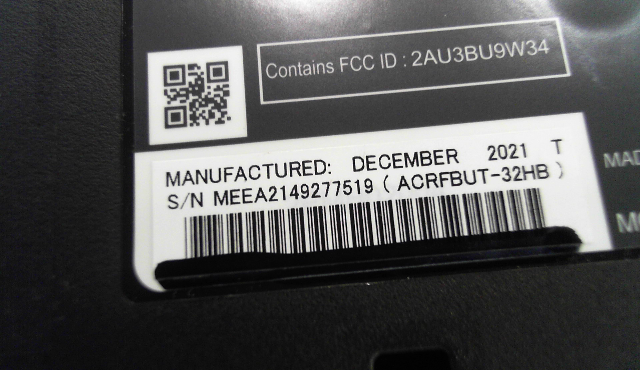 Contains FCC ID : 2AU3BU9W34
MANUFACTURED: DECEMBER 2021 T
S/N MEEA2149277519 ( ACRFBUT-32HB )